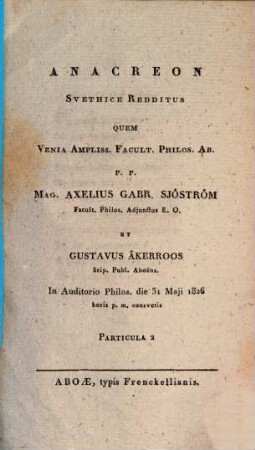 ANACREON
SVETHICE REDDITUS
QUEM
VENIA AMPLISS. FACULT. PHILOS. AB.
P. P.
MAG. AXELIUS GABR. SJÖSTRÖM
Facult. Philos. Adjunctus E. O.
ET
GUSTAVUS ÅKERROOS
Stip. Publ. Aboëns.
In Auditorio Philos. die 31 Maji 1826
horis p. m. consvetis
PARTICULA 2
ABOÆ, typis Frenckellianis.